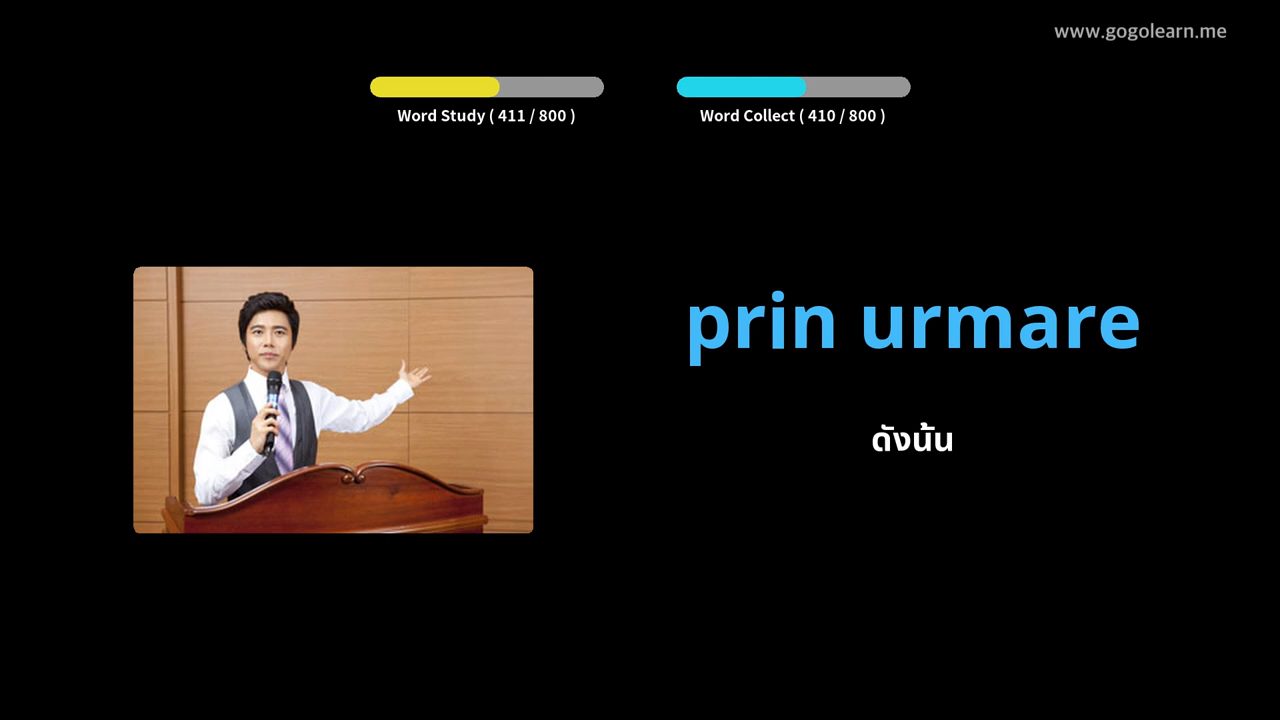 www.gogolearn.me
Word Study ( 411 / 800 )
Word Collect ( 410 / 800 )
prin urmare
ดังนั้น